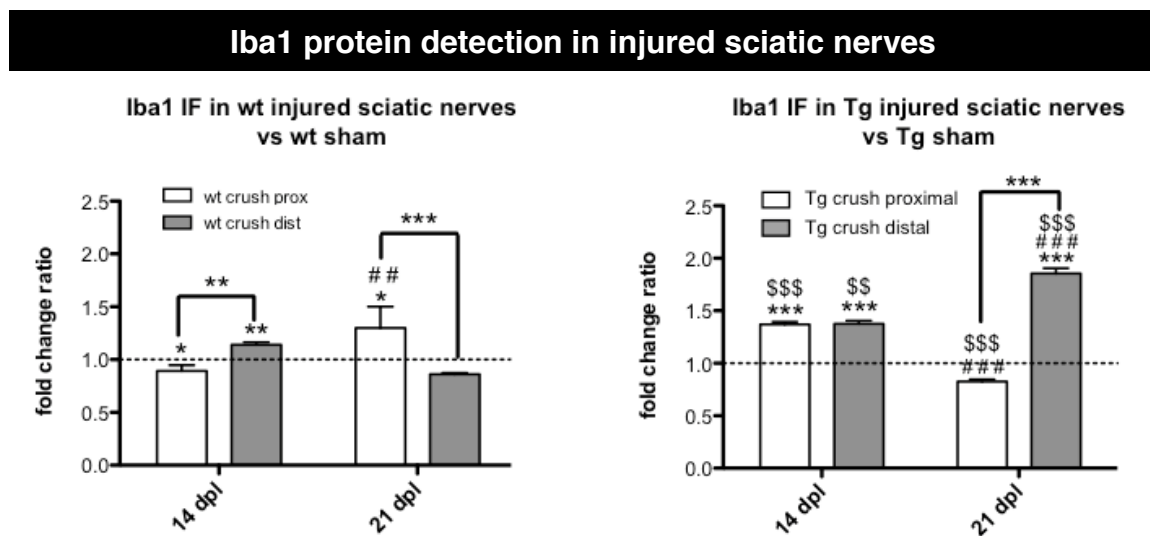 Iba1 protein detection in injured sciatic nerves
Iba1 IF in wt injured sciatic nerves
vs wt sham
wt crush prox
wt crush dist
fold change ratio
2.5
2.0
1.5
1.0
0.5
0.0
**
*
**
***
##
*
14 dpl
21 dpl
Iba1 IF in Tg injured sciatic nerves
vs Tg sham
Tg crush proximal
Tg crush distal
fold change ratio
2.5
2.0
1.5
1.0
0.5
0.0
$$$
***
$$
***
***
$$$
###
$$$
###
***
14 dpl
21 dpl